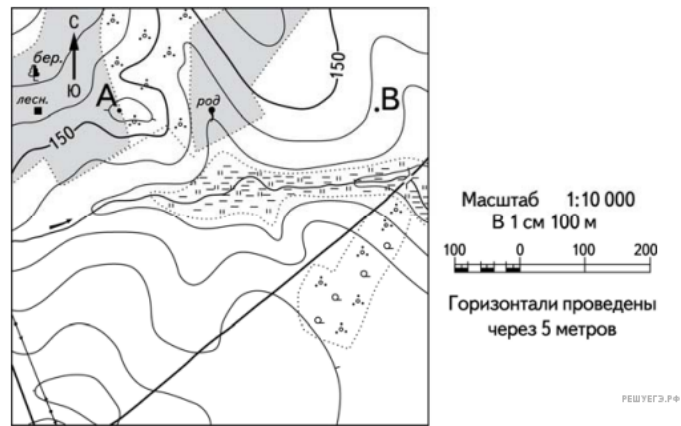 С
бер.
Ю
лесн.
А
род
150
В
150
Масштаб 1:10 000
В 1 см 100 м
100 0 100 200
Горизонтали проведены
через 5 метров
РЕШУЕГЭ.РФ